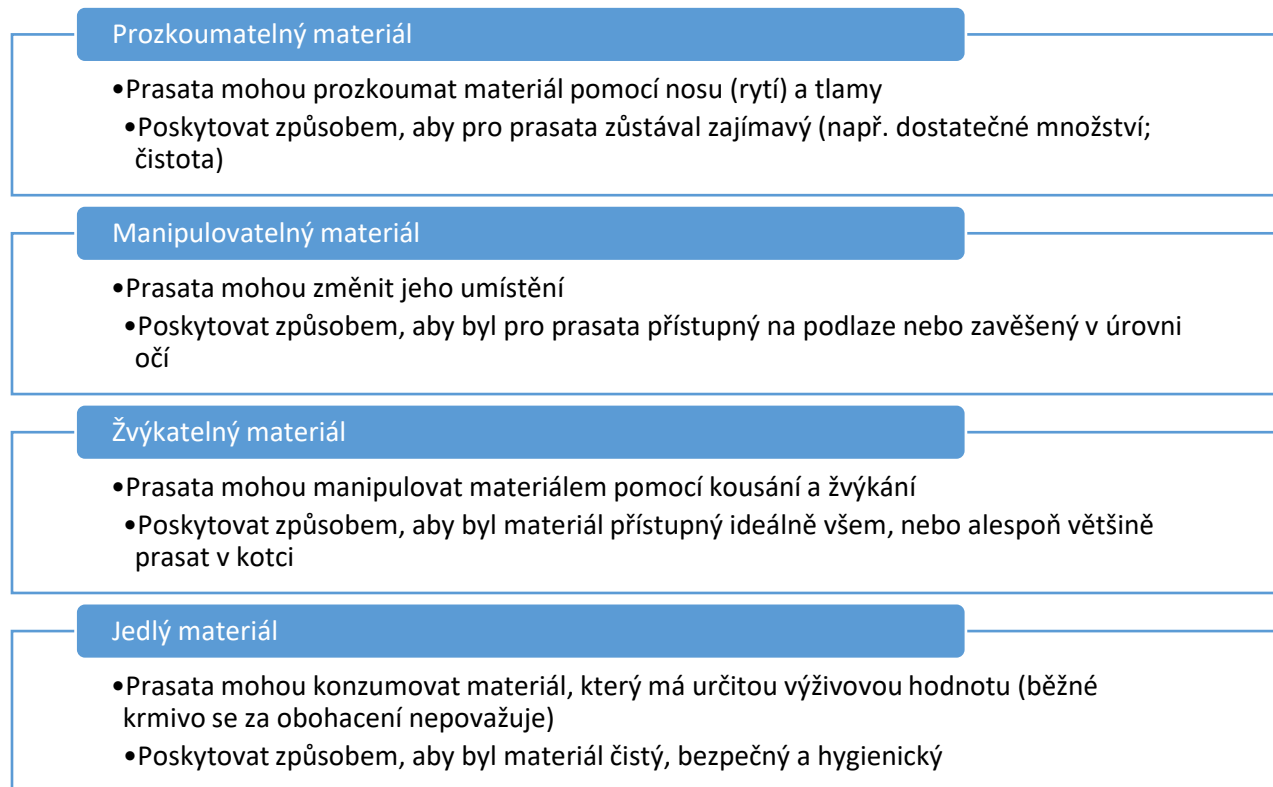 Prozkoumatelný materiál
•Prasata mohou prozkoumat materiál pomocí nosu (rytí) a tlamy
•Poskytovat způsobem, aby pro prasata zůstával zajímavý (např. dostatečné množství;
čistota)
Manipulovatelný materiál
•Prasata mohou změnit jeho umístění
•Poskytovat způsobem, aby byl pro prasata přístupný na podlaze nebo zavěšený v úrovni
očí
Žvýkatelný materiál
•Prasata mohou manipulovat materiálem pomocí kousání a žvýkání
•Poskytovat způsobem, aby byl materiál přístupný ideálně všem, nebo alespoň většině
prasat v kotci
Jedlý materiál
•Prasata mohou konzumovat materiál, který má určitou výživovou hodnotu (běžné
krmivo se za obohacení nepovažuje)
•Poskytovat způsobem, aby byl materiál čistý, bezpečný a hygienický